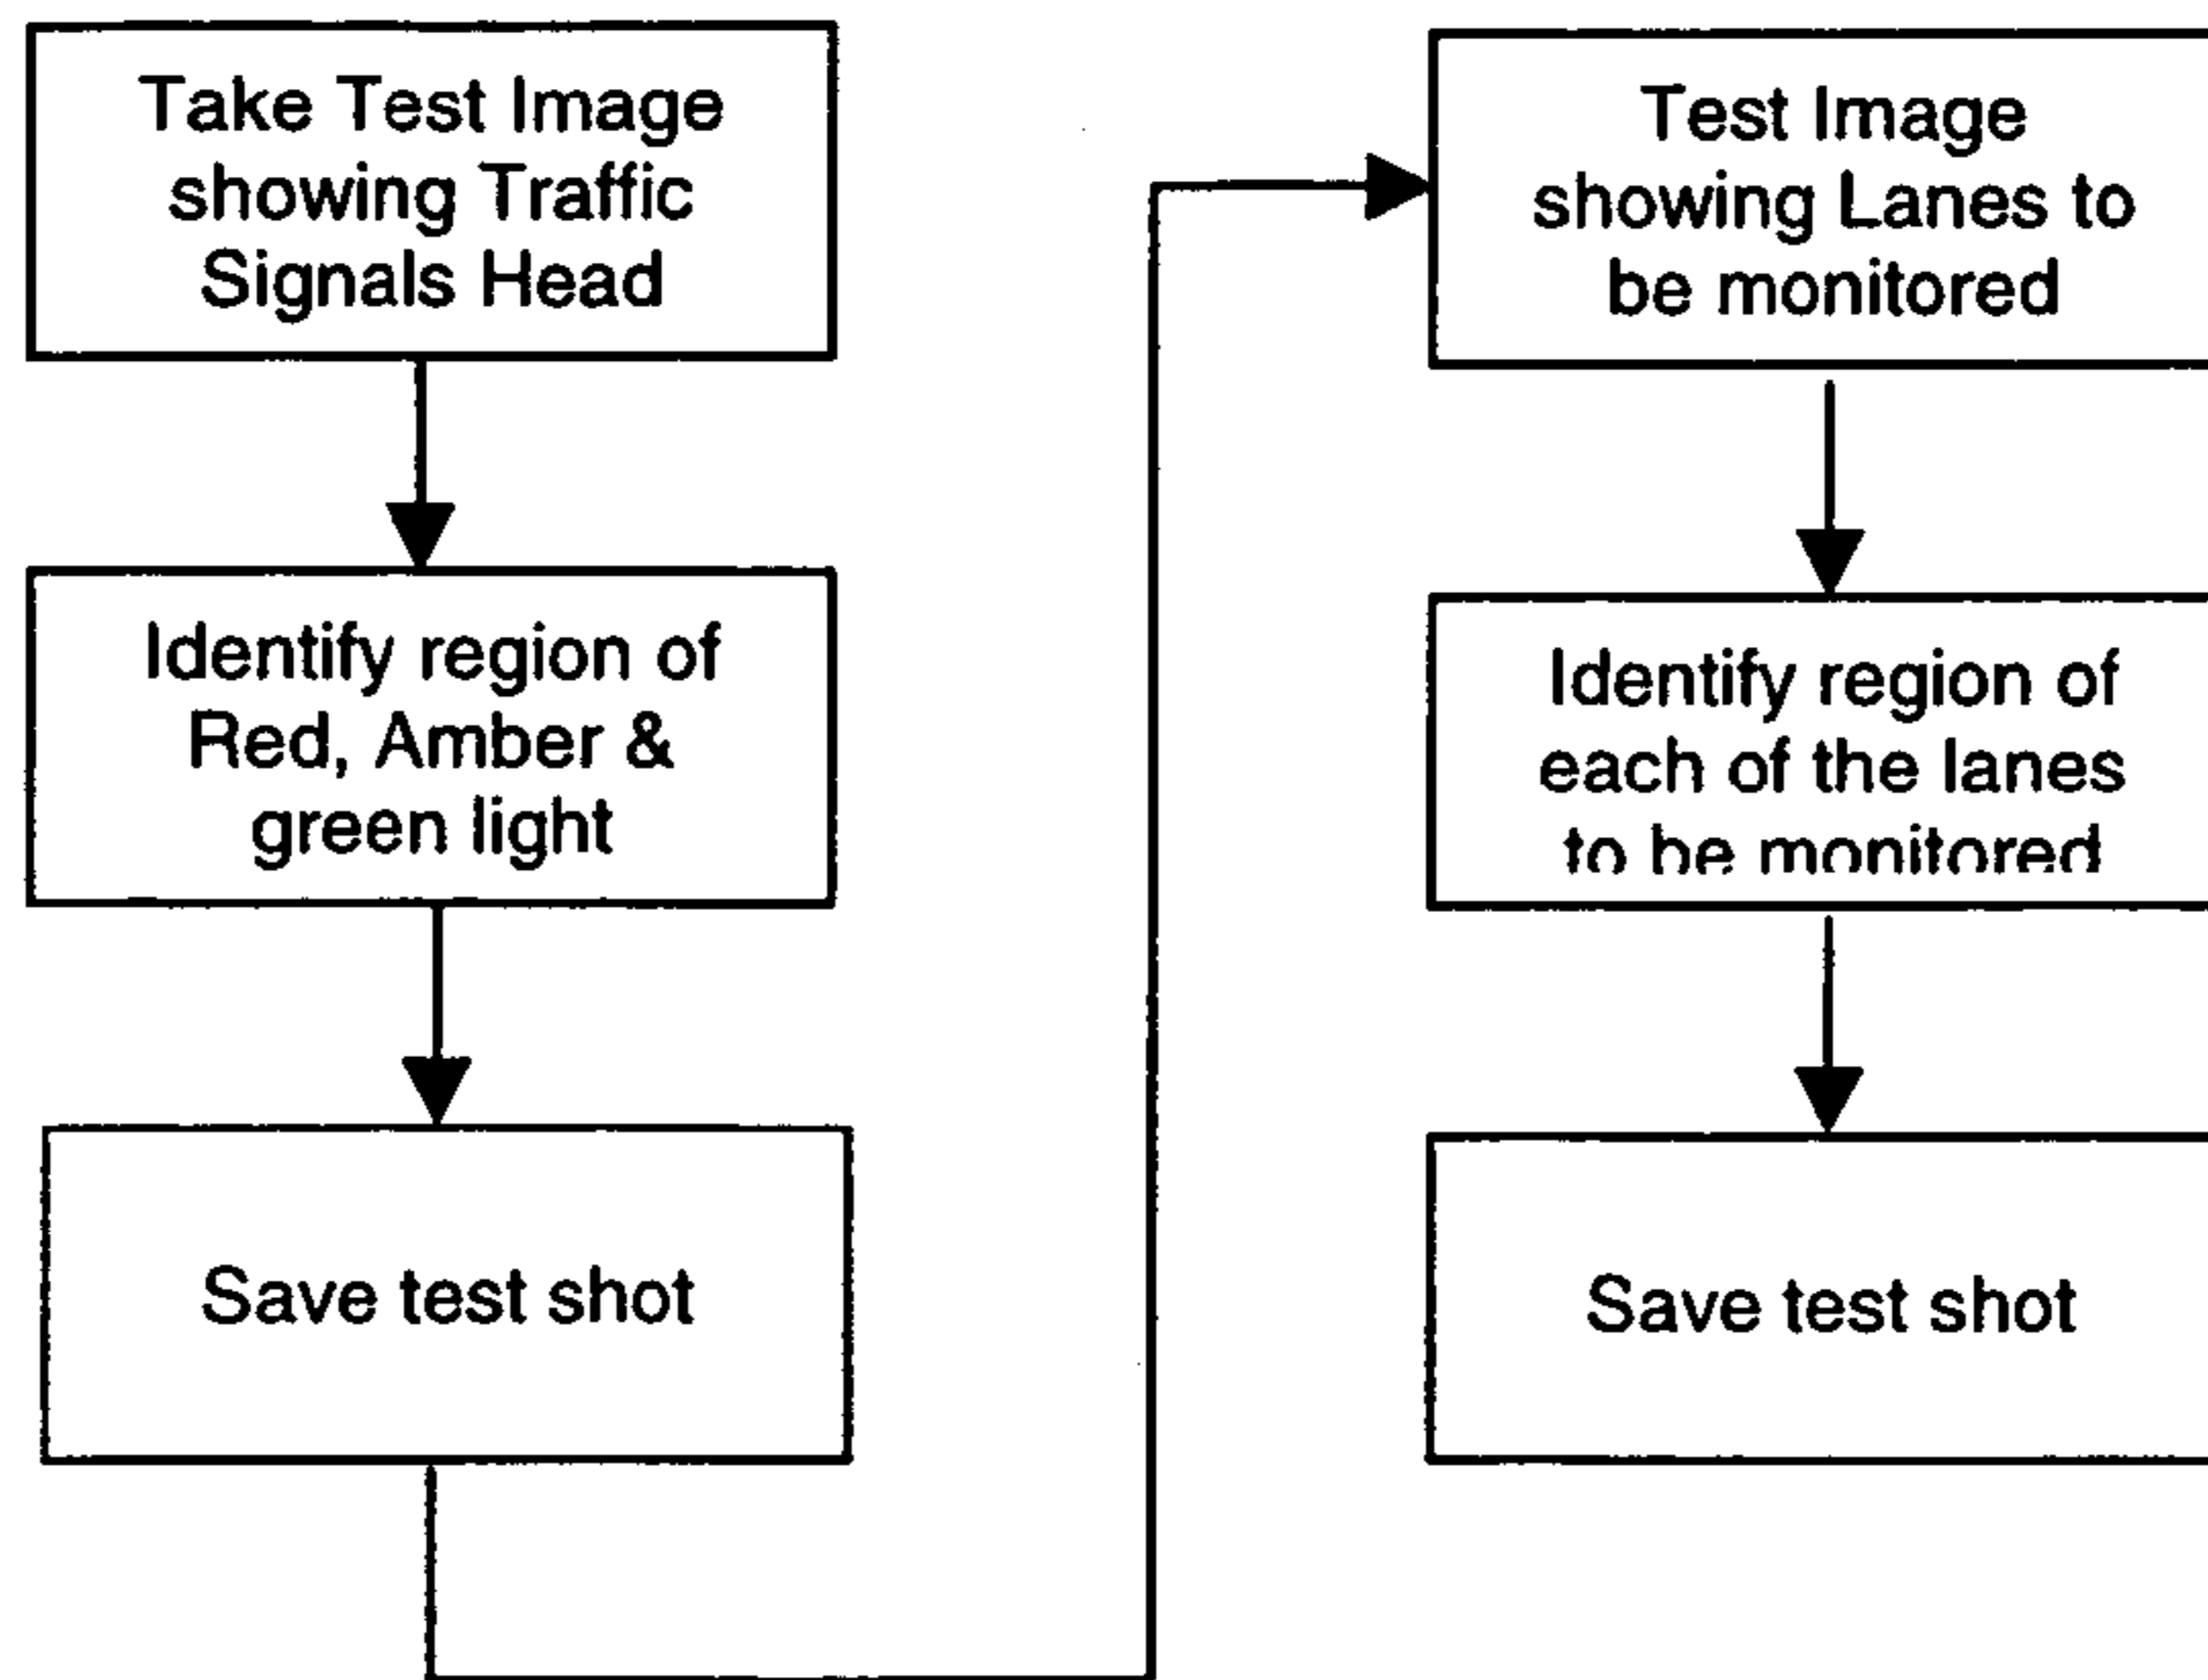 Take Test Image
showing Traffic
Signals Head
Identify region of
Red, Amber &
green light
Save test shot
Test Image
showing Lanes to
be monitored
Identify region of
each of the lanes
to be monitored
Save test shot